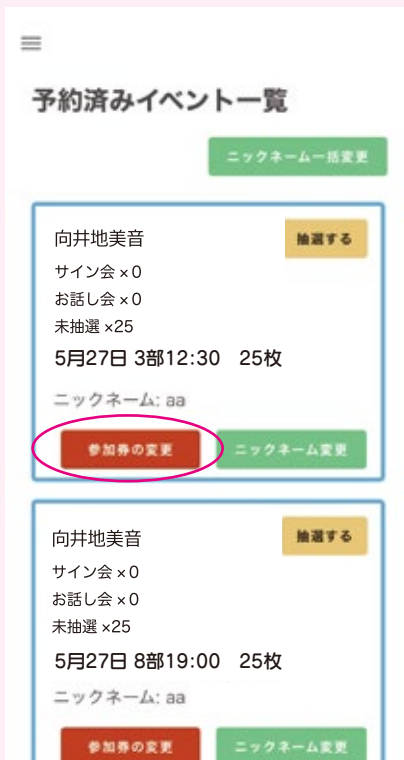 予約済みイベント一覧
ニックネーム一括変更
向井地美音
抽選する
サイン会 ×0
お話し会 ×0
未抽選 ×25
5月27日 3部12:30　25枚
ニックネーム: aa
参加券の変更
ニックネーム変更
向井地美音
抽選する
サイン会 ×0
お話し会 ×0
未抽選 ×25
5月27日 8部19:00　25枚
ニックネーム: aa
参加券の変更
ニックネーム変更